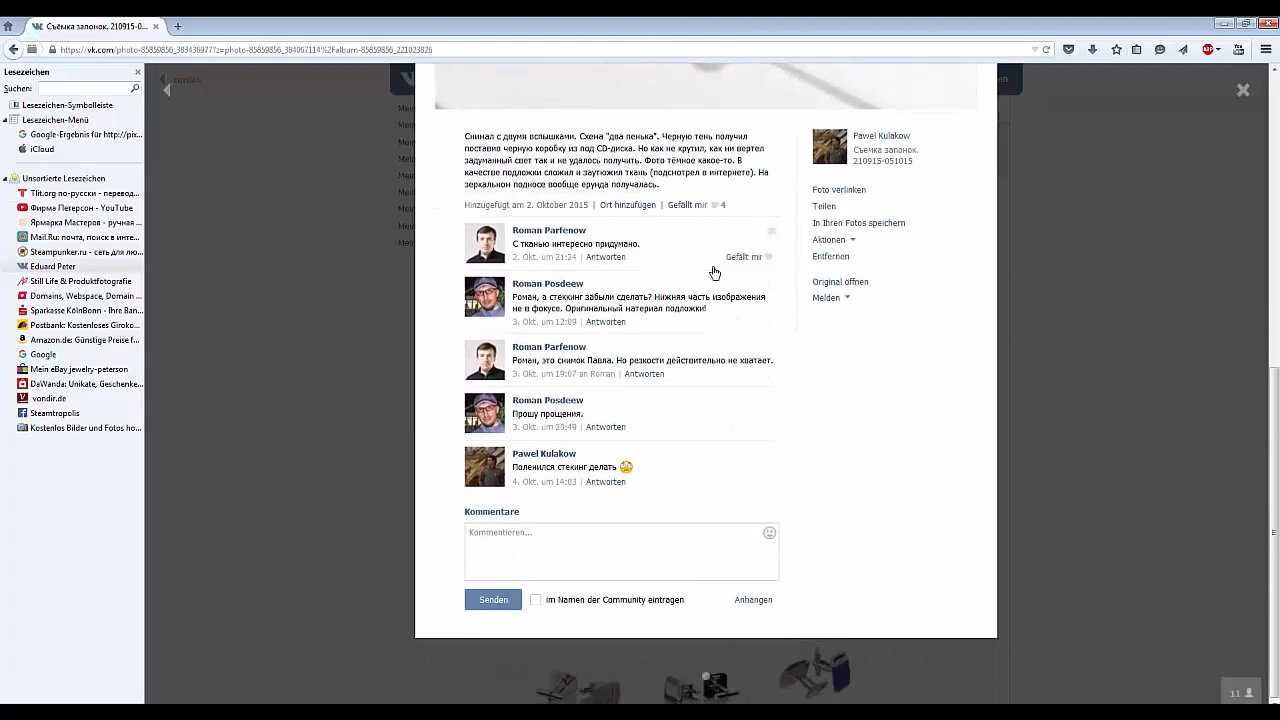 Съёмка запонок. 210915-0...
https://vk.com/photo-85859856_383436977?z=photo-85859856_384067114%2Falbum-85859856_221023826
Lesezeichen
Suchen:
Lesezeichen-Symbolleiste
Lesezeichen-Menü
Google-Ergebnis für http://pix...
iCloud
Unsortierte Lesezeichen
Tlit.org по-русски - перевод...
Фирма Петерсон - YouTube
Ярмарка Мастеров - ручная ...
Mail.Ru: почта, поиск в инте...
Steampunker.ru - сеть для лю...
Eduard Peter
Still Life & Produktfotografie
Domains, Webspace, Domain ...
Sparkasse KölnBonn - Ihre Ban...
Postbank: Kostenloses Giroko...
Amazon.de: Günstige Preise f...
Google
Mein eBay jewelry-peterson
DaWanda: Unikate, Geschenke...
vondir.de
Steamtropolis
Kostenlos Bilder und Fotos ho...
zurück
Снинал с двумя вспышками. Схема "два пенька". Черную тень получил
поставив черную коробку из под CD-диска. Но как не крутил, как ни вертел
задуманный свет так и не удалось получить. Фото тёмное какое-то. В
качестве подложки сложил и заутюжил ткань (подсмотрел в интернете). На
зеркальном подносе вообще ерунда получалась.
Hinzugefügt am 2. Oktober 2015 | Ort hinzufügen | Gefällt mir 4
Roman Parfenow
С тканью интересно придумано.
2. Okt. um 21:24 | Antworten Gefällt mir
Roman Posdeew
Роман, а стеккинг забыли сделать? Нижняя часть изображения
не в фокусе. Оригинальный натериал подложки!
3. Okt. um 12:09 | Antworten
Roman Parfenow
Роман, это снимок Павла. Но резкости действительно не хватает.
3. Okt. um 19:07 an Roman | Antworten
Roman Posdeew
Прошу прощения.
3. Okt. um 20:49 | Antworten
Pawel Kulakow
Поленился стекинг делать
4. Okt. um 14:03 | Antworten
Kommentare
Kommentieren...
Senden im Namen der Community eintragen Anhängen
Pawel Kulakow
Съемка запонок.
210915-051015
Foto verlinken
Teilen
In Ihren Fotos speichern
Aktionen
Entfernen
Original öffnen
Melden
11